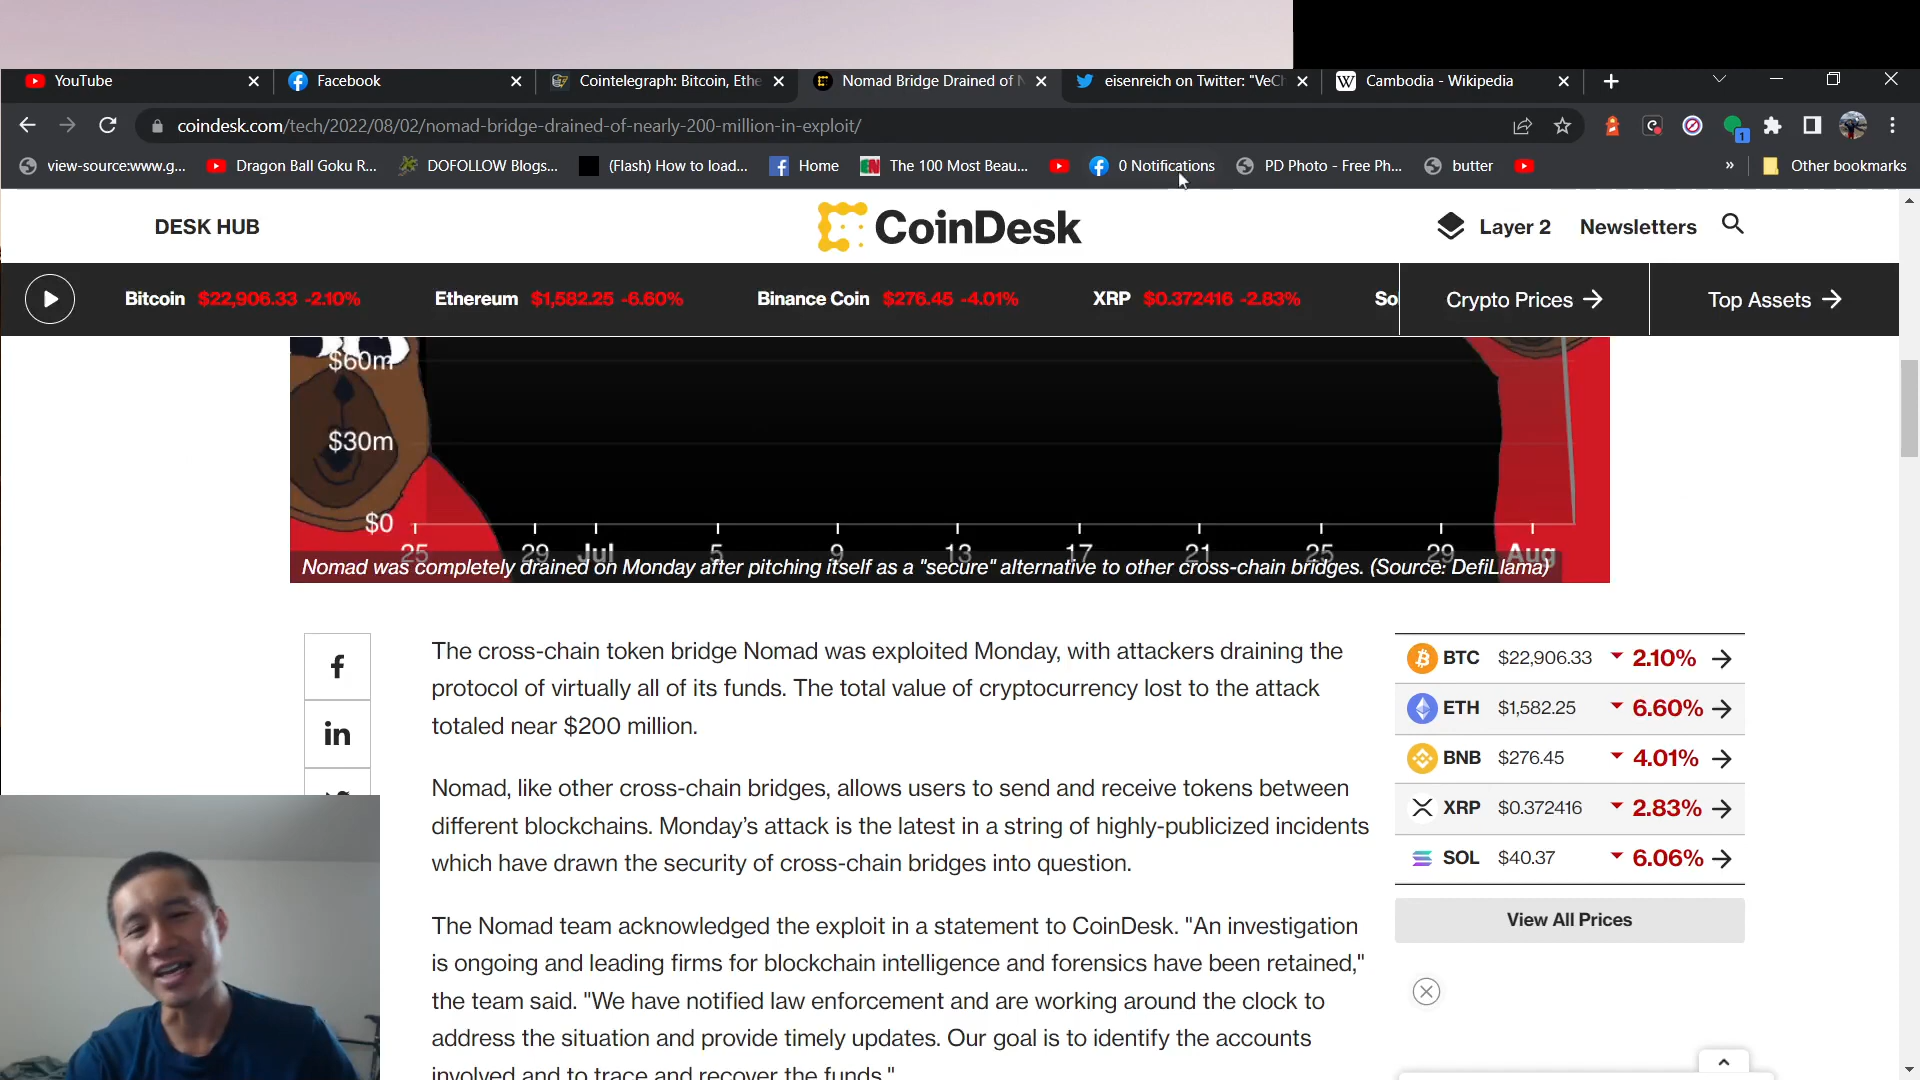 YouTube
Facebook
Cointelegraph: Bitcoin, Ethe
Nomad Bridge Drained of N
eisenreich on Twitter: "VeCh
Cambodia - Wikipedia
coindesk.com/tech/2022/08/02/nomad-bridge-drained-of-nearly-200-million-in-exploit/
1
view-source:www.g...
Dragon Ball Goku R...
DOFOLLOW Blogs...
(Flash) How to load...
Home
The 100 Most Beau...
0 Notifications
PD Photo - Free Ph...
butter
»
Other bookmarks
DESK HUB
CoinDesk
Layer 2
Newsletters
Bitcoin $22,906.33 -2.10%
Ethereum $1,582.25 -6.60%
Binance Coin $276.45 -4.01%
XRP $0.372416 -2.83%
So
Crypto Prices
Top Assets
$60m
$30m
$0
25 29 Jul 5 9 13 17 21 25 29 Aug
Nomad was completely drained on Monday after pitching itself as a "secure" alternative to other cross-chain bridges. (Source: DefiLlama)
The cross-chain token bridge Nomad was exploited Monday, with attackers draining the
protocol of virtually all of its funds. The total value of cryptocurrency lost to the attack
totaled near $200 million.
Nomad, like other cross-chain bridges, allows users to send and receive tokens between
different blockchains. Monday’s attack is the latest in a string of highly-publicized incidents
which have drawn the security of cross-chain bridges into question.
The Nomad team acknowledged the exploit in a statement to CoinDesk. "An investigation
is ongoing and leading firms for blockchain intelligence and forensics have been retained,"
the team said. "We have notified law enforcement and are working around the clock to
address the situation and provide timely updates. Our goal is to identify the accounts
involved and to trace and recover the funds."
f
in
BTC $22,906.33 2.10%
ETH $1,582.25 6.60%
BNB $276.45 4.01%
XRP $0.372416 2.83%
SOL $40.37 6.06%
View All Prices